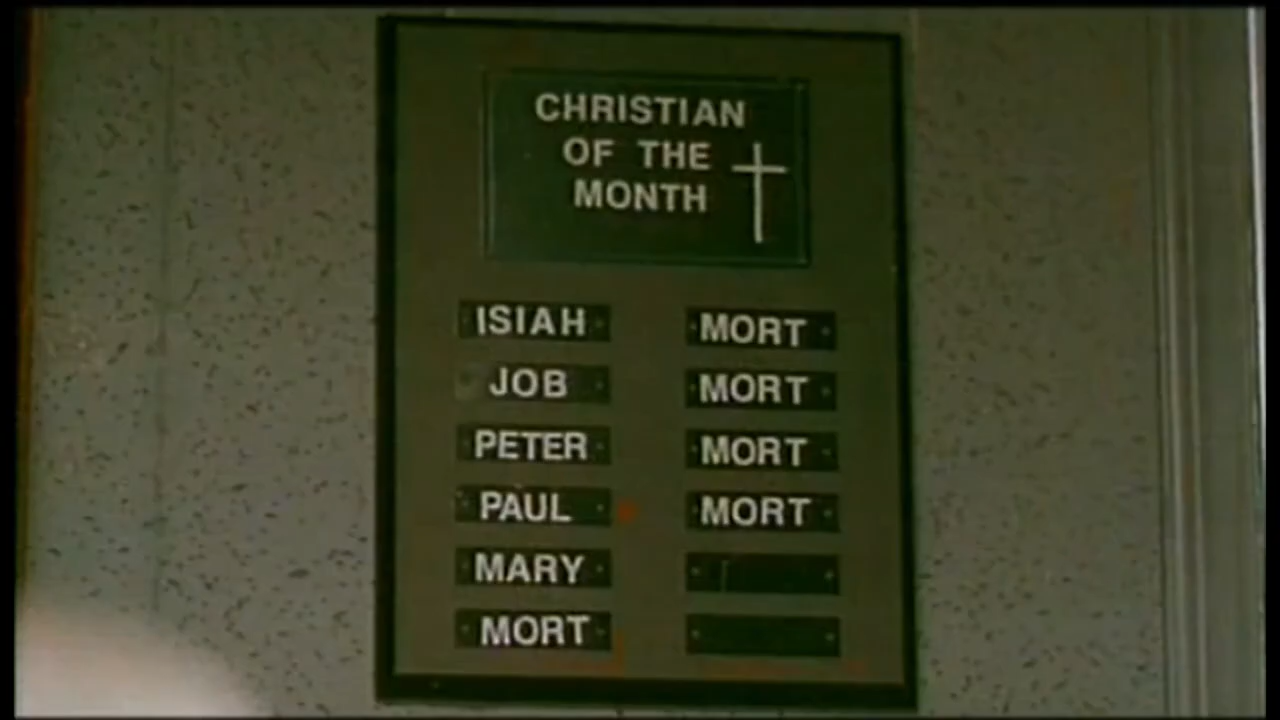 CHRISTIAN
OF THE
MONTH
ISIAH
JOB
PETER
PAUL
MARY
MORT
MORT
MORT
MORT
MORT